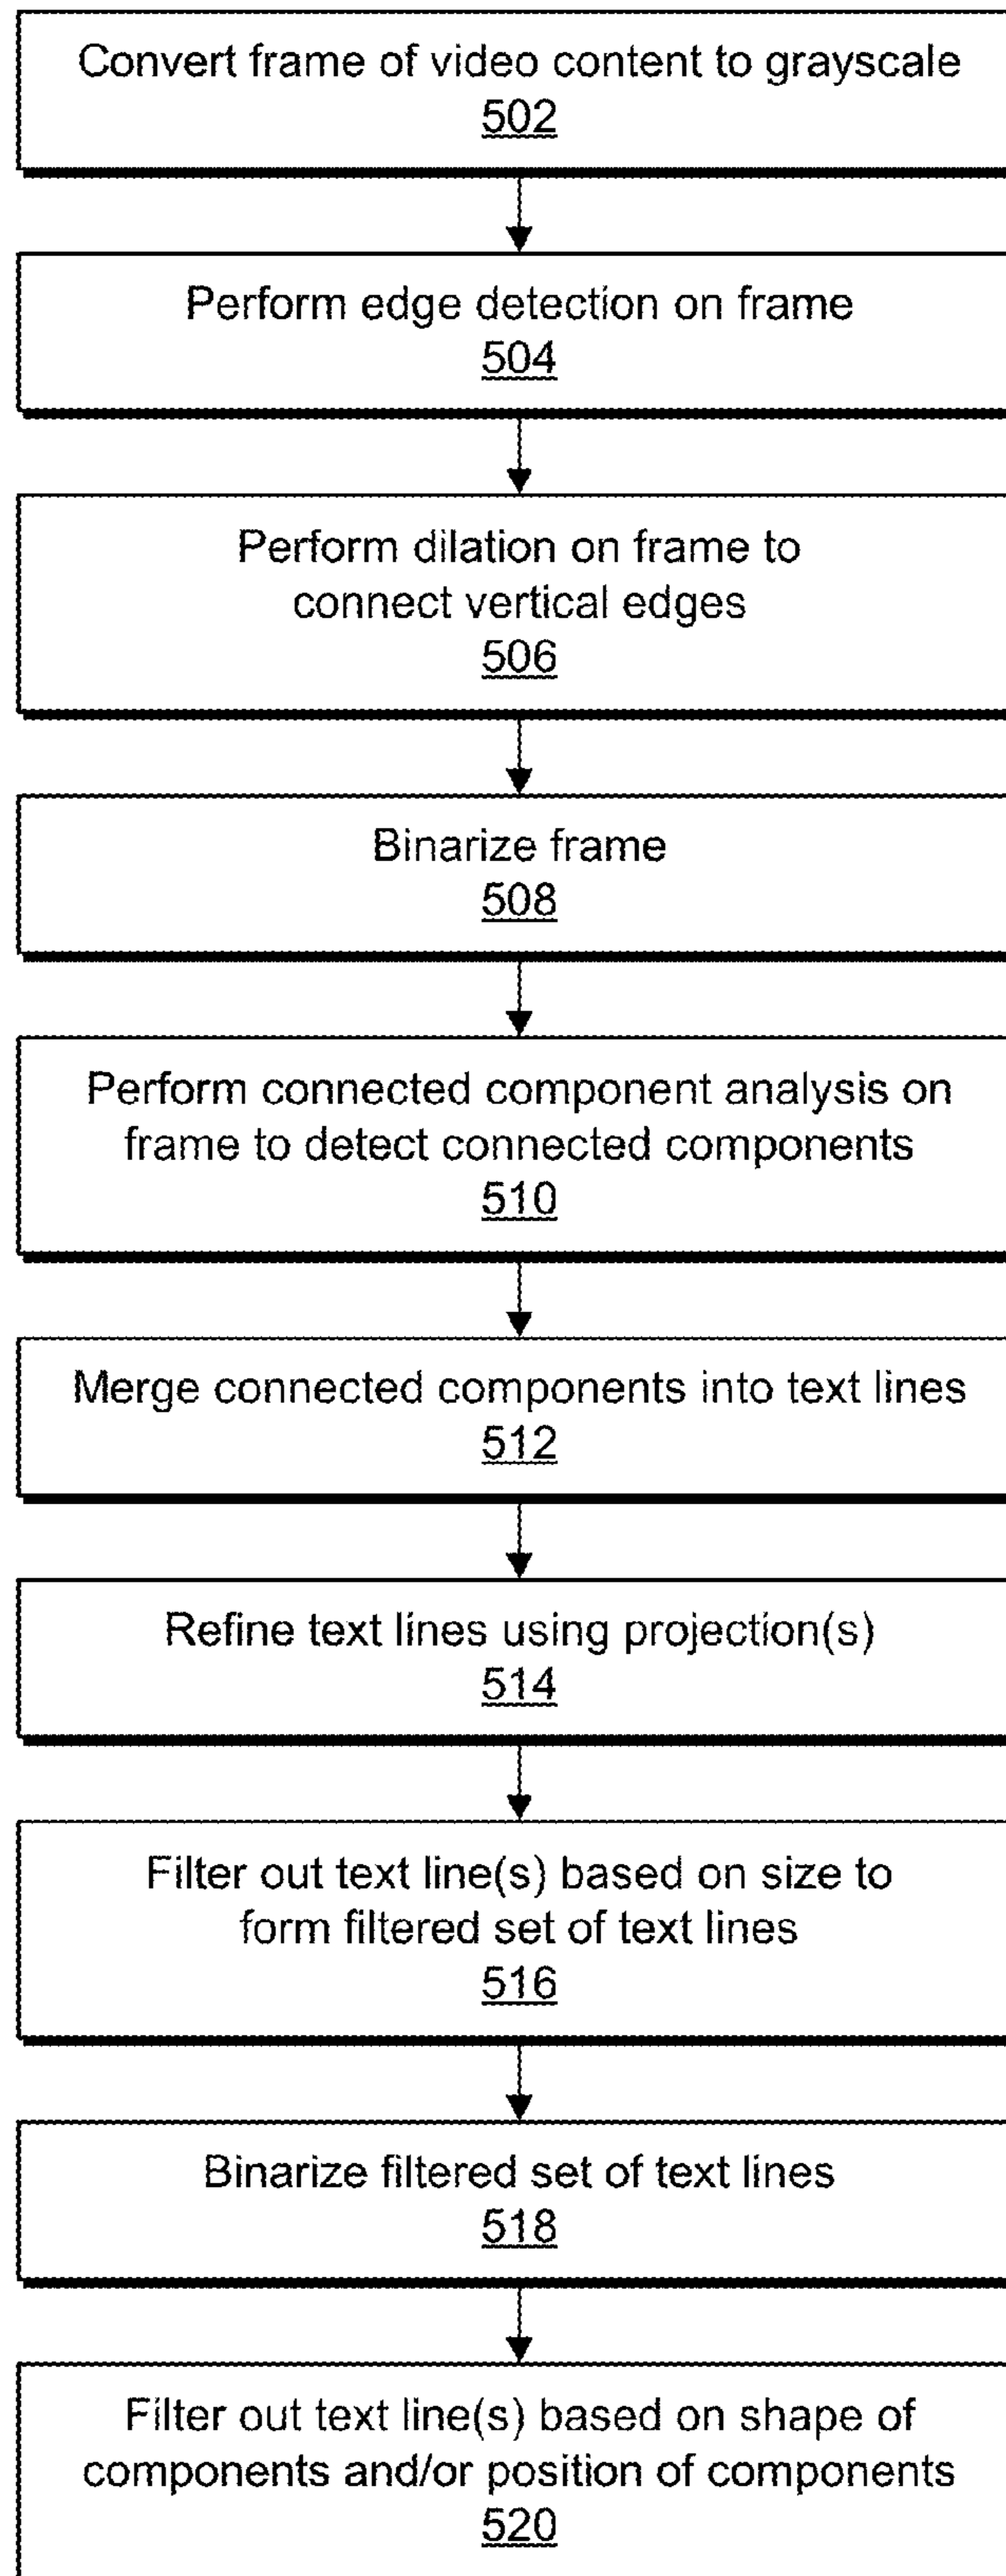 Convert frame of video content to grayscale
502
Perform edge detection on frame
504
Perform dilation on frame to
connect vertical edges
506
Binarize frame
508
Perform connected component analysis on
frame to detect connected components
510
Merge connected components into text lines
512
Refine text lines using projection(s)
514
Filter out text line(s) based on size to
form filtered set of text lines
516
Binarize filtered set of text lines
518
Filter out text line(s) based on shape of
components and/or position of components
520